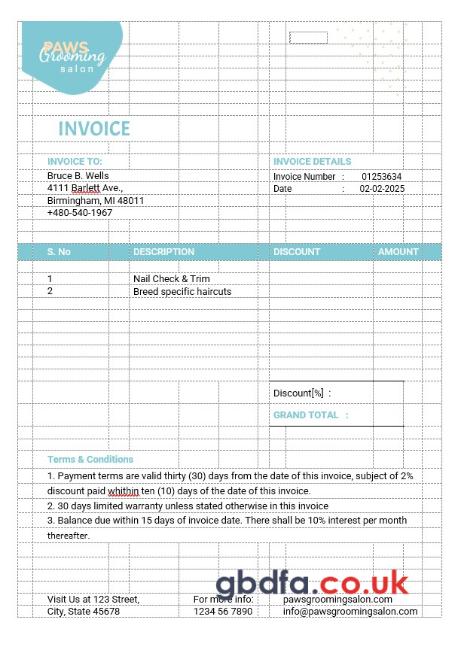 PAWS
Grooming
salon
INVOICE
INVOICE TO:
Bruce B. Wells
4111 Barlett Ave.,
Birmingham, MI 48011
+480-540-1967
INVOICE DETAILS
Invoice Number : 01253634
Date : 02-02-2025
S. No DESCRIPTION DISCOUNT AMOUNT
1 Nail Check & Trim
2 Breed specific haircuts
Discount[%] :
GRAND TOTAL :
Terms & Conditions
1. Payment terms are valid thirty (30) days from the date of this invoice, subject of 2%
discount paid whithin ten (10) days of the date of this invoice.
2. 30 days limited warranty unless stated otherwise in this invoice
3. Balance due within 15 days of invoice date. There shall be 10% interest per month
thereafter.
gbdfa.co.uk
Visit Us at 123 Street, For more info: pawsgroomingsalon.com
City, State 45678 1234 56 7890 info@pawsgroomingsalon.com